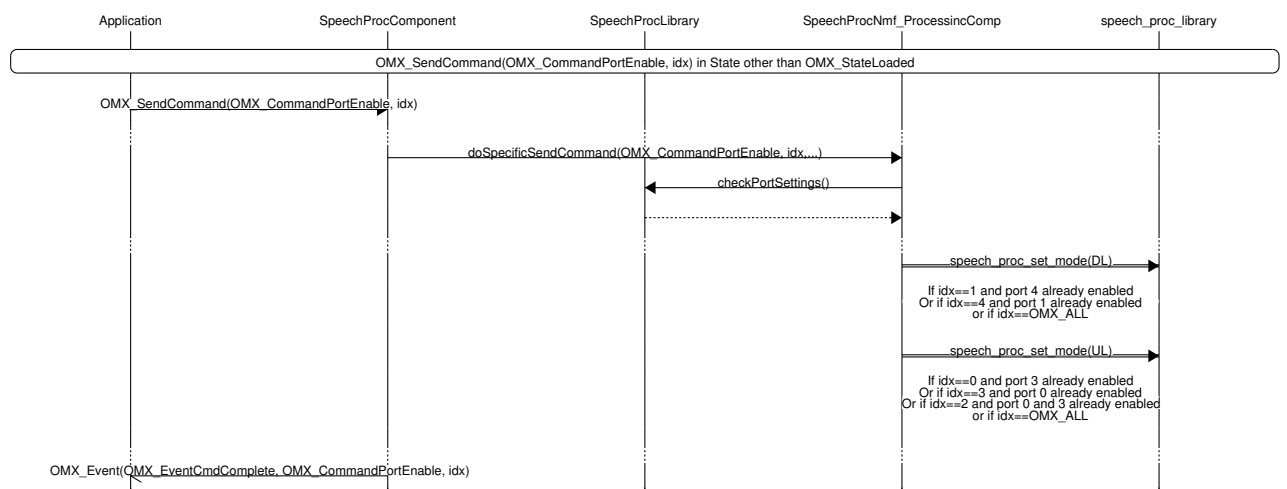 Application
SpeechProcComponent
SpeechProcLibrary
SpeechProcNmf_ProcessincComp
speech_proc_library
OMX_SendCommand(OMX_CommandPortEnable, idx) in State other than OMX_StateLoaded
OMX_SendCommand(OMX_CommandPortEnable, idx)
doSpecificSendCommand(OMX_CommandPortEnable, idx,...)
checkPortSettings()
speech_proc_set_mode(DL)
If idx==1 and port 4 already enabled
Or if idx==4 and port 1 already enabled
or if idx==OMX_ALL
speech_proc_set_mode(UL)
If idx==0 and port 3 already enabled
Or if idx==3 and port 0 already enabled
Or if idx==2 and port 0 and 3 already enabled
or if idx==OMX_ALL
OMX_Event(OMX_EventCmdComplete, OMX_CommandPortEnable, idx)